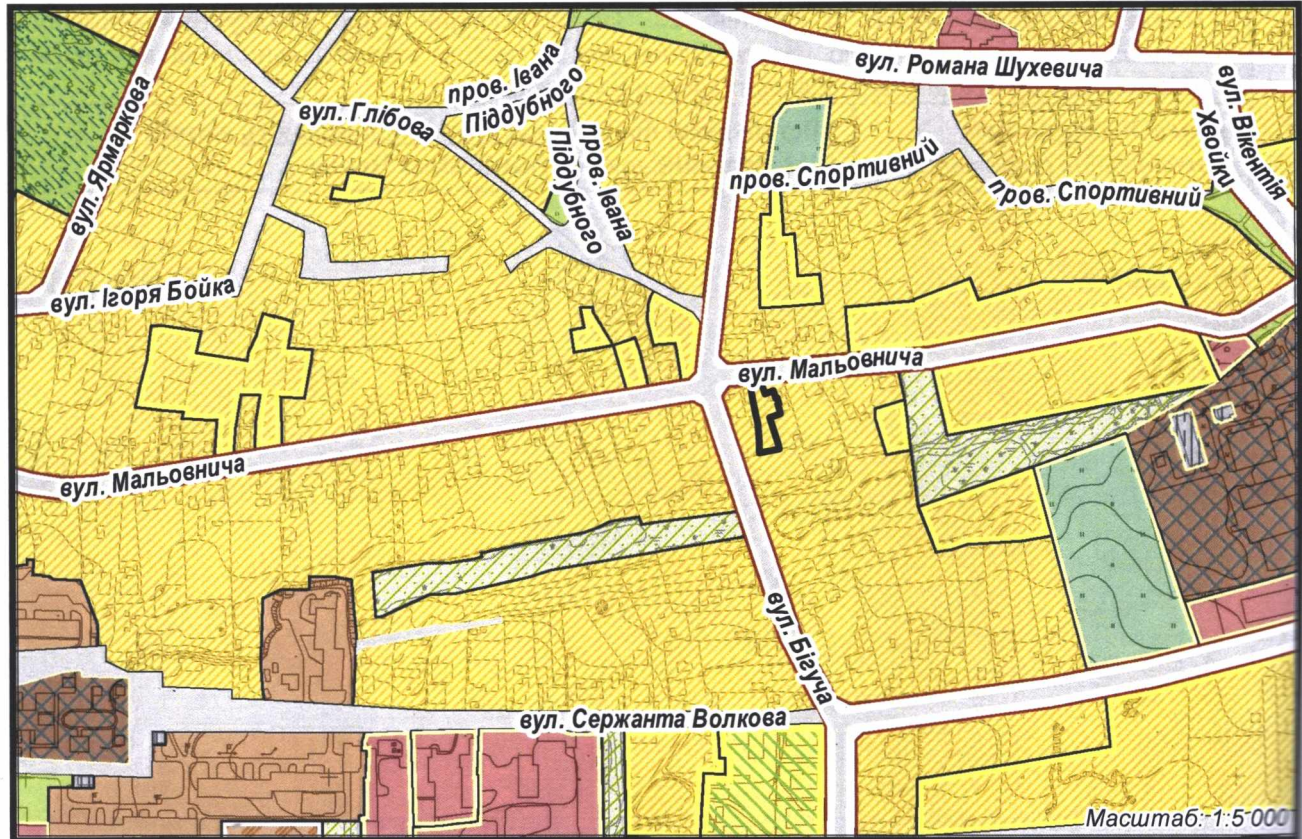 вул. Романа Шухевича
вул. Ярмаркова
вул. Глібова
пров. Івана
Піддубного
пров. Івана
Піддубного
вул. Вікентія
Хвойки
пров. Спортивний
пров. Спортивний
вул. Ігоря Бойка
вул. Мальовнича
вул. Мальовнича
вул. Бігуча
вул. Сержанта Волкова
Масштаб: 1:5 000